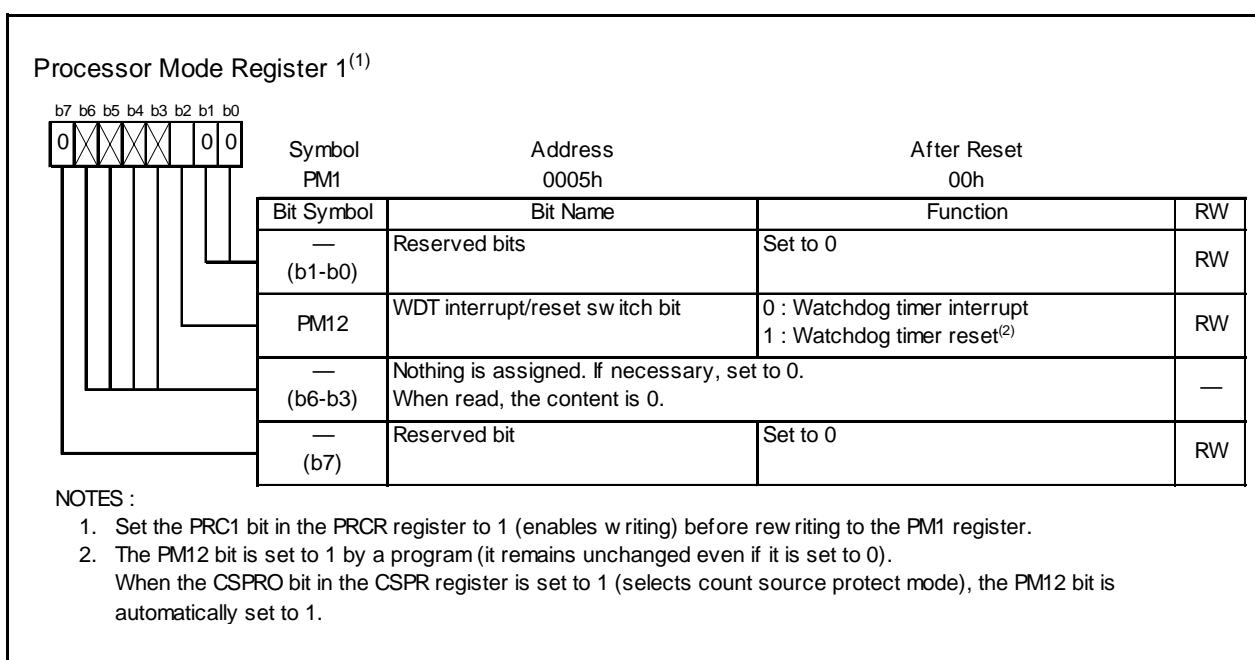 Processor Mode Register 1(1)
b7 b6 b5 b4 b3 b2 b1 b0
0 0 0
Symbol Address After Reset
PM1 0005h 00h
Bit Symbol Bit Name Function RW
— (b1-b0) Reserved bits Set to 0 RW
PM12 WDT interrupt/reset switch bit 0 : Watchdog timer interrupt RW
1 : Watchdog timer reset(2)
— (b6-b3) Nothing is assigned. If necessary, set to 0. —
When read, the content is 0.
— (b7) Reserved bit Set to 0 RW
NOTES :
1. Set the PRC1 bit in the PRCR register to 1 (enables writing) before rewriting to the PM1 register.
2. The PM12 bit is set to 1 by a program (it remains unchanged even if it is set to 0).
When the CSPRO bit in the CSPR register is set to 1 (selects count source protect mode), the PM12 bit is
automatically set to 1.